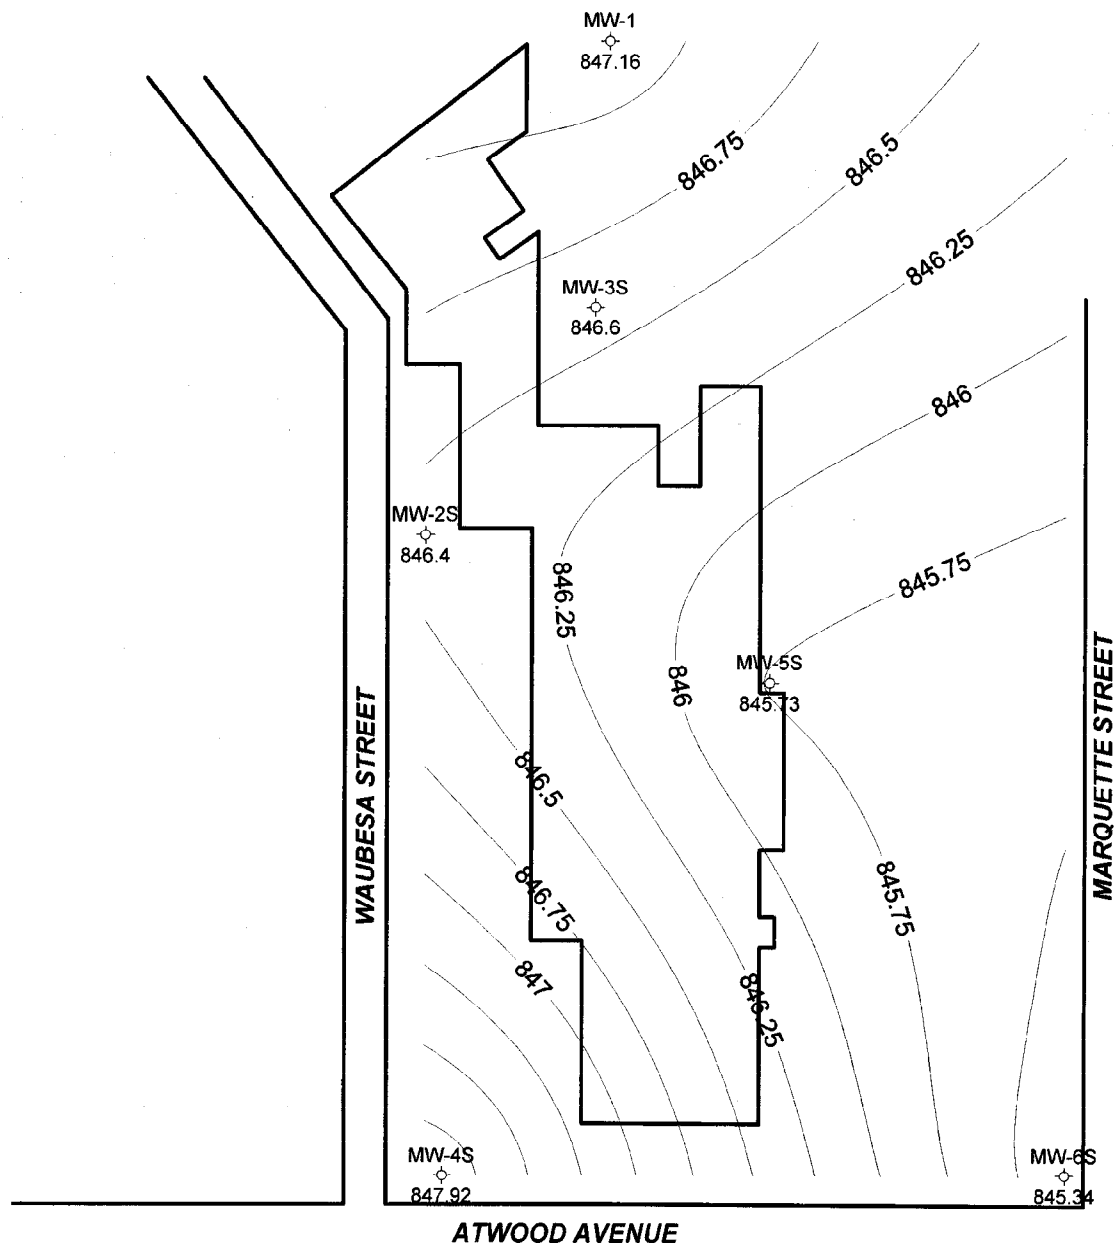 MW-1
847.16
846.75
846.5
846.25
MW-3S
846.6
846
MW-2S
846.4
845.75
846.25
MW-5S
845.73
846
WAUBESA STREET
MARQUETTE STREET
846.5
846.75
845.75
847
846.25
MW-4S
847.92
MW-6S
845.34
ATWOOD AVENUE